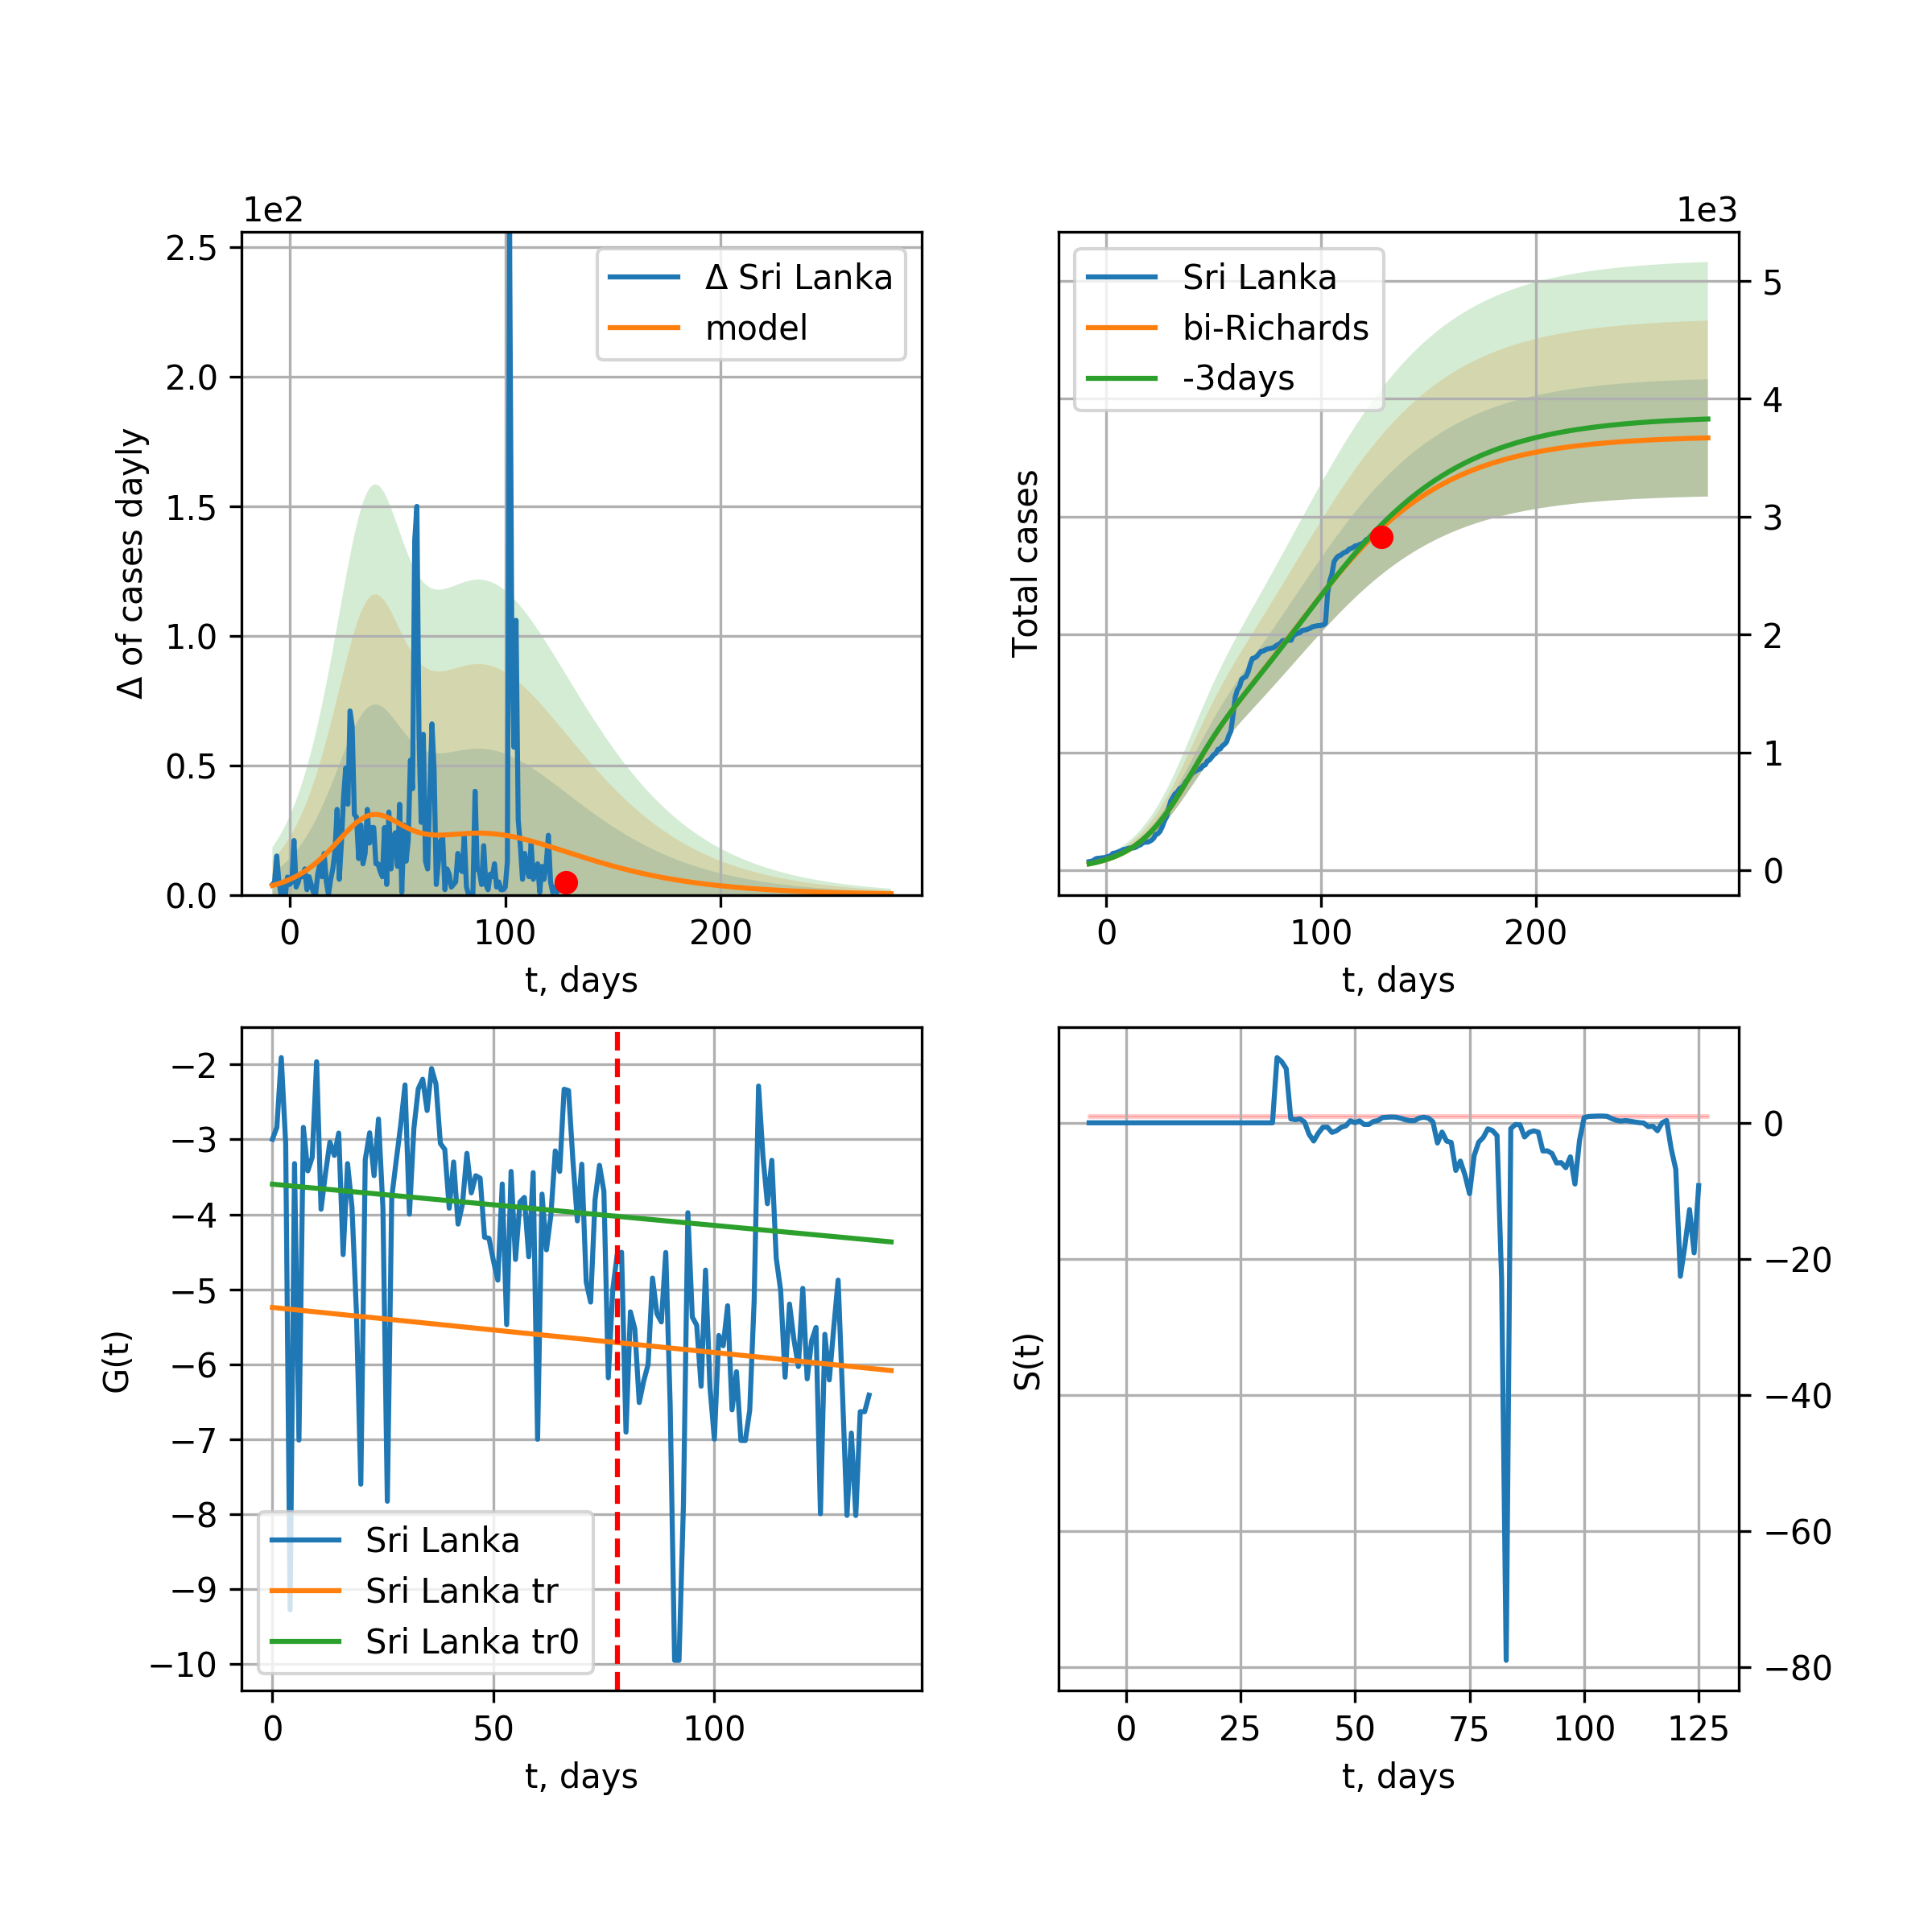 1e2
2.5
2.0
1.5
1.0
0.5
0.0
Δ of cases dayly
Δ Sri Lanka
model
0 100 200
t, days
1e3
Sri Lanka
bi-Richards
-3days
Total cases
5
4
3
2
1
0
0 100 200
t, days
−2
−3
−4
−5
−6
−7
−8
−9
−10
G(t)
Sri Lanka
Sri Lanka tr
Sri Lanka tr0
0 50 100
t, days
S(t)
0
−20
−40
−60
−80
0 25 50 75 100 125
t, days